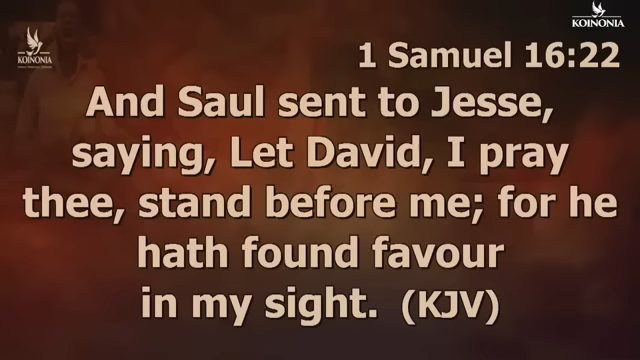 KOINONIA
KOINONIA
1 Samuel 16:22
And Saul sent to Jesse,
saying, Let David, I pray
thee, stand before me; for he
hath found favour
in my sight. (KJV)